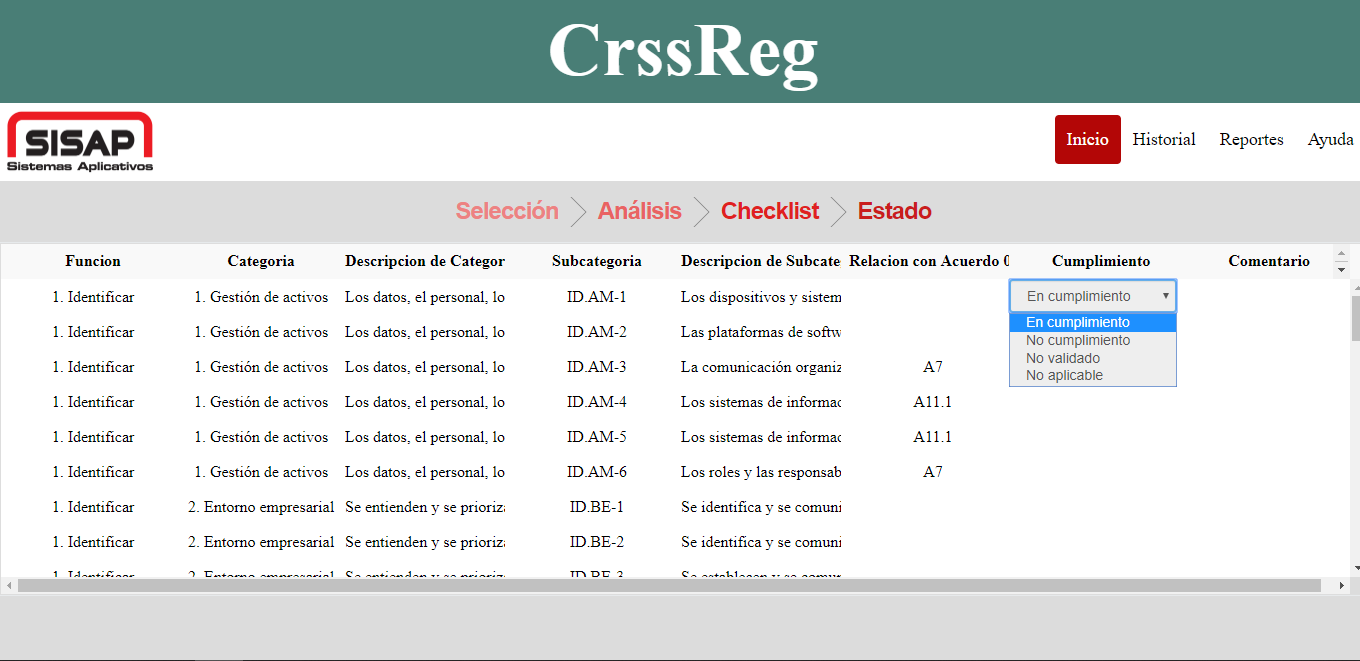 CrssReg
SISAP
Sistemas Aplicativos
Inicio Historial Reportes Ayuda
Selección Análisis Checklist Estado
Funcion Categoria Descripcion de Categor Subcategoria Descripcion de Subcate Relacion con Acuerdo 0 Cumplimiento Comentario
1. Identificar 1. Gestión de activos Los datos, el personal, lo ID.AM-1 Los dispositivos y sistem En cumplimiento
En cumplimiento
1. Identificar 1. Gestión de activos Los datos, el personal, lo ID.AM-2 Las plataformas de softw
No cumplimiento
No validado
1. Identificar 1. Gestión de activos Los datos, el personal, lo ID.AM-3 La comunicación organiz A7
No aplicable
1. Identificar 1. Gestión de activos Los datos, el personal, lo ID.AM-4 Los sistemas de informac A11.1
1. Identificar 1. Gestión de activos Los datos, el personal, lo ID.AM-5 Los sistemas de informac A11.1
1. Identificar 1. Gestión de activos Los datos, el personal, lo ID.AM-6 Los roles y las responsab A7
1. Identificar 2. Entorno empresarial Se entienden y se prioriza ID.BE-1 Se identifica y se comuni
1. Identificar 2. Entorno empresarial Se entienden y se prioriza ID.BE-2 Se identifica y se comuni
1. Identificar 2. Entorno empresarial Se entienden y se prioriza ID.BE-3 Se establecen y se comun